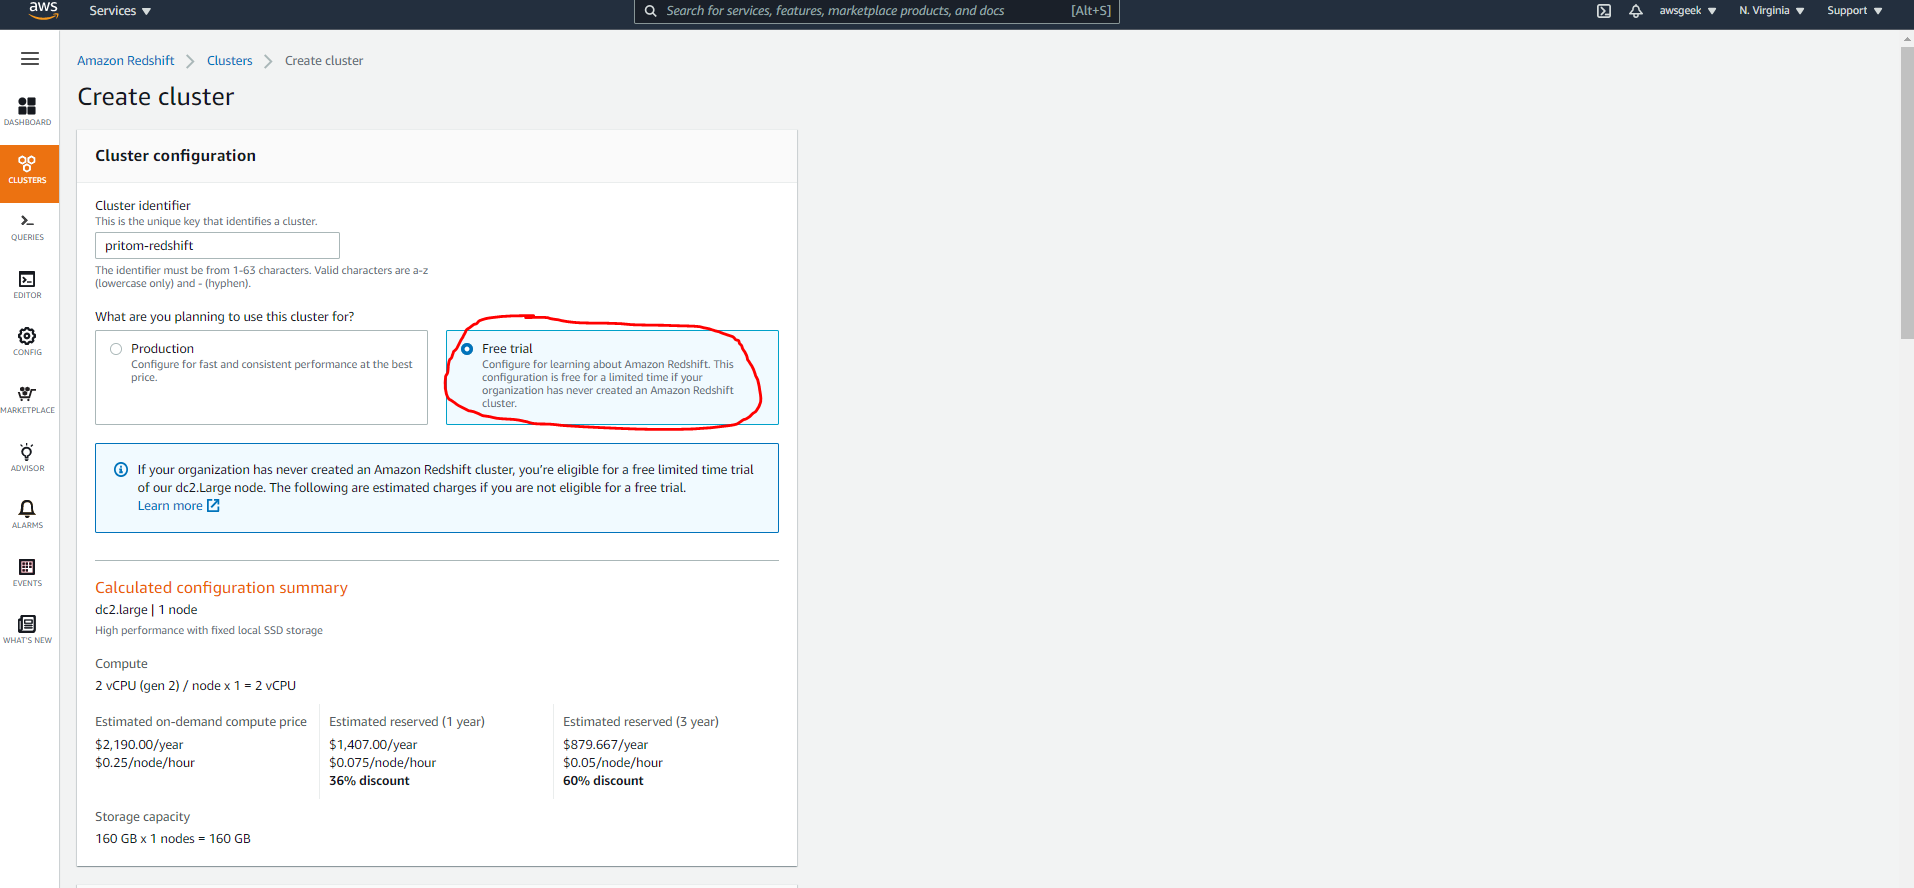 aws
Services
Search for services, features, marketplace products, and docs
[Alt+S]
awsgeek
N. Virginia
Support
DASHBOARD
CLUSTERS
QUERIES
EDITOR
CONFIG
MARKETPLACE
ADVISOR
ALARMS
EVENTS
WHAT'S NEW
Amazon Redshift
Clusters
Create cluster
Create cluster
Cluster configuration
Cluster identifier
This is the unique key that identifies a cluster.
pritom-redshift
The identifier must be from 1-63 characters. Valid characters are a-z
(lowercase only) and - (hyphen).
What are you planning to use this cluster for?
Production
Configure for fast and consistent performance at the best
price.
Free trial
Configure for learning about Amazon Redshift. This
configuration is free for a limited time if your
organization has never created an Amazon Redshift
cluster.
If your organization has never created an Amazon Redshift cluster, you're eligible for a free limited time trial
of our dc2.Large node. The following are estimated charges if you are not eligible for a free trial.
Learn more
Calculated configuration summary
dc2.large | 1 node
High performance with fixed local SSD storage
Compute
2 vCPU (gen 2) / node x 1 = 2 vCPU
Estimated on-demand compute price
$2,190.00/year
$0.25/node/hour
Estimated reserved (1 year)
$1,407.00/year
$0.075/node/hour
36% discount
Estimated reserved (3 year)
$879.667/year
$0.05/node/hour
60% discount
Storage capacity
160 GB x 1 nodes = 160 GB